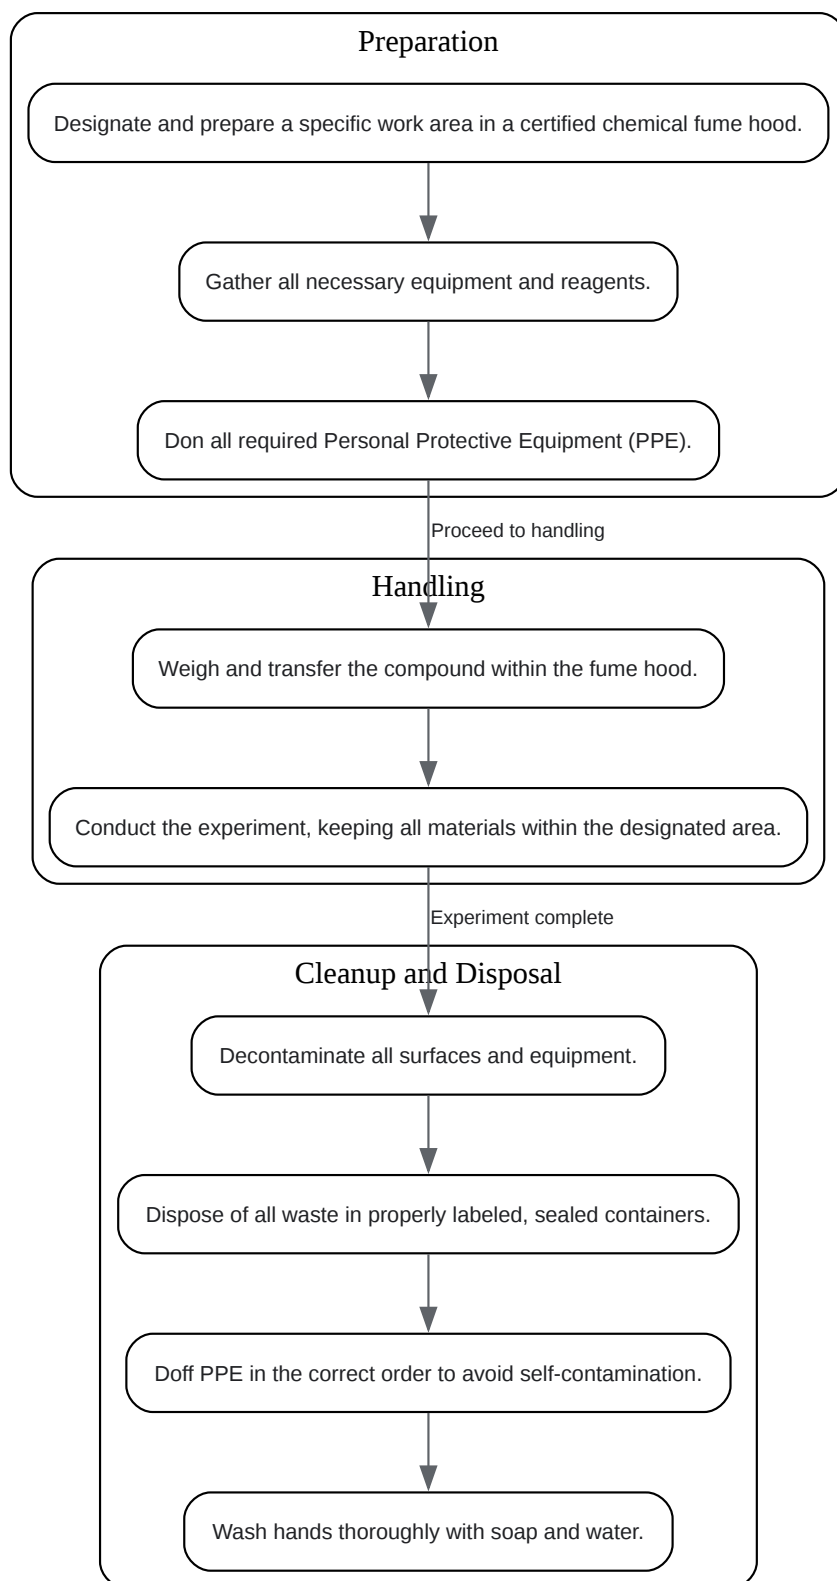 Preparation
Designate and prepare a specific work area in a certified chemical fume hood.
Gather all necessary equipment and reagents.
Don all required Personal Protective Equipment (PPE).
Proceed to handling
Handling
Weigh and transfer the compound within the fume hood.
Conduct the experiment, keeping all materials within the designated area.
Experiment complete
Cleanup and Disposal
Decontaminate all surfaces and equipment.
Dispose of all waste in properly labeled, sealed containers.
Doff PPE in the correct order to avoid self-contamination.
Wash hands thoroughly with soap and water.